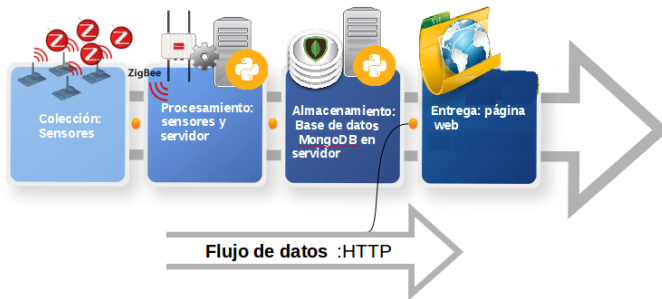 ZigBee
Colección:
Sensores
Procesamiento:
sensores y
servidor
Almacenamiento:
Base de datos
MongoDB en
servidor
Entrega: página
web
Flujo de datos :HTTP